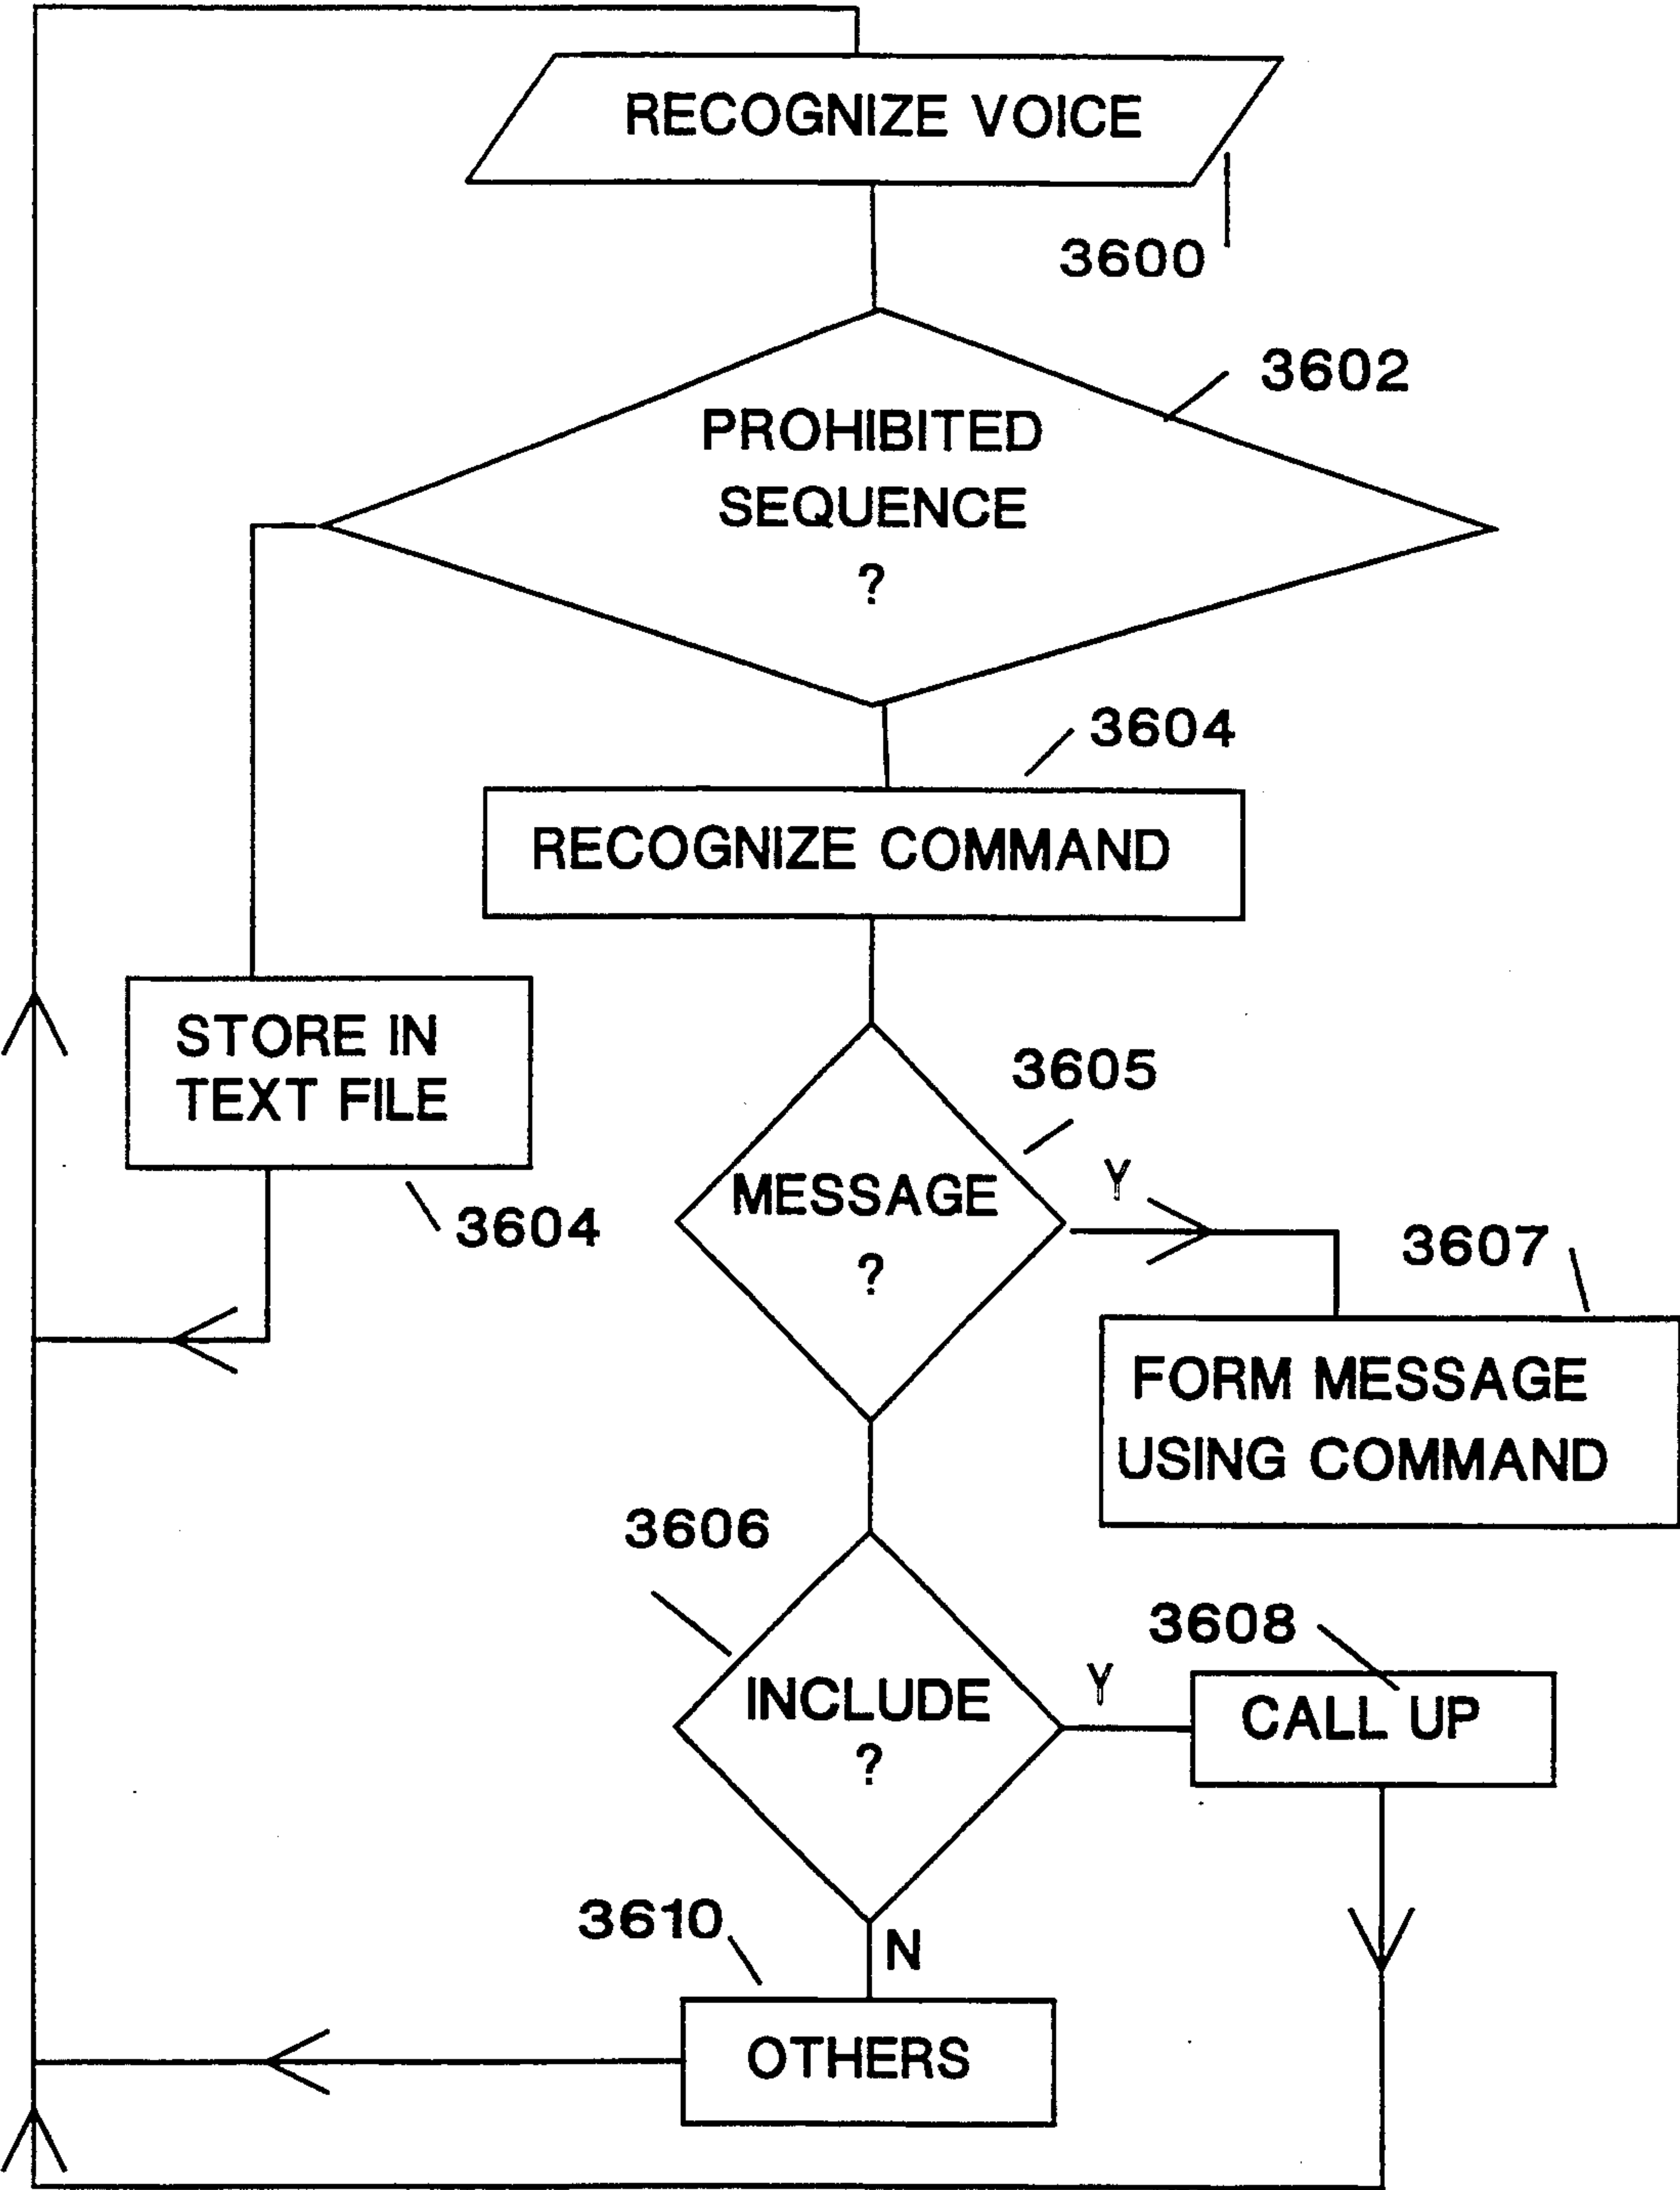 RECOGNIZE VOICE
3600
3602
PROHIBITED
SEQUENCE
?
3604
RECOGNIZE COMMAND
STORE IN
TEXT FILE
3604
3605
MESSAGE
?
Y
3607
FORM MESSAGE
USING COMMAND
3606
INCLUDE
?
Y
3608
CALL UP
N
3610
OTHERS